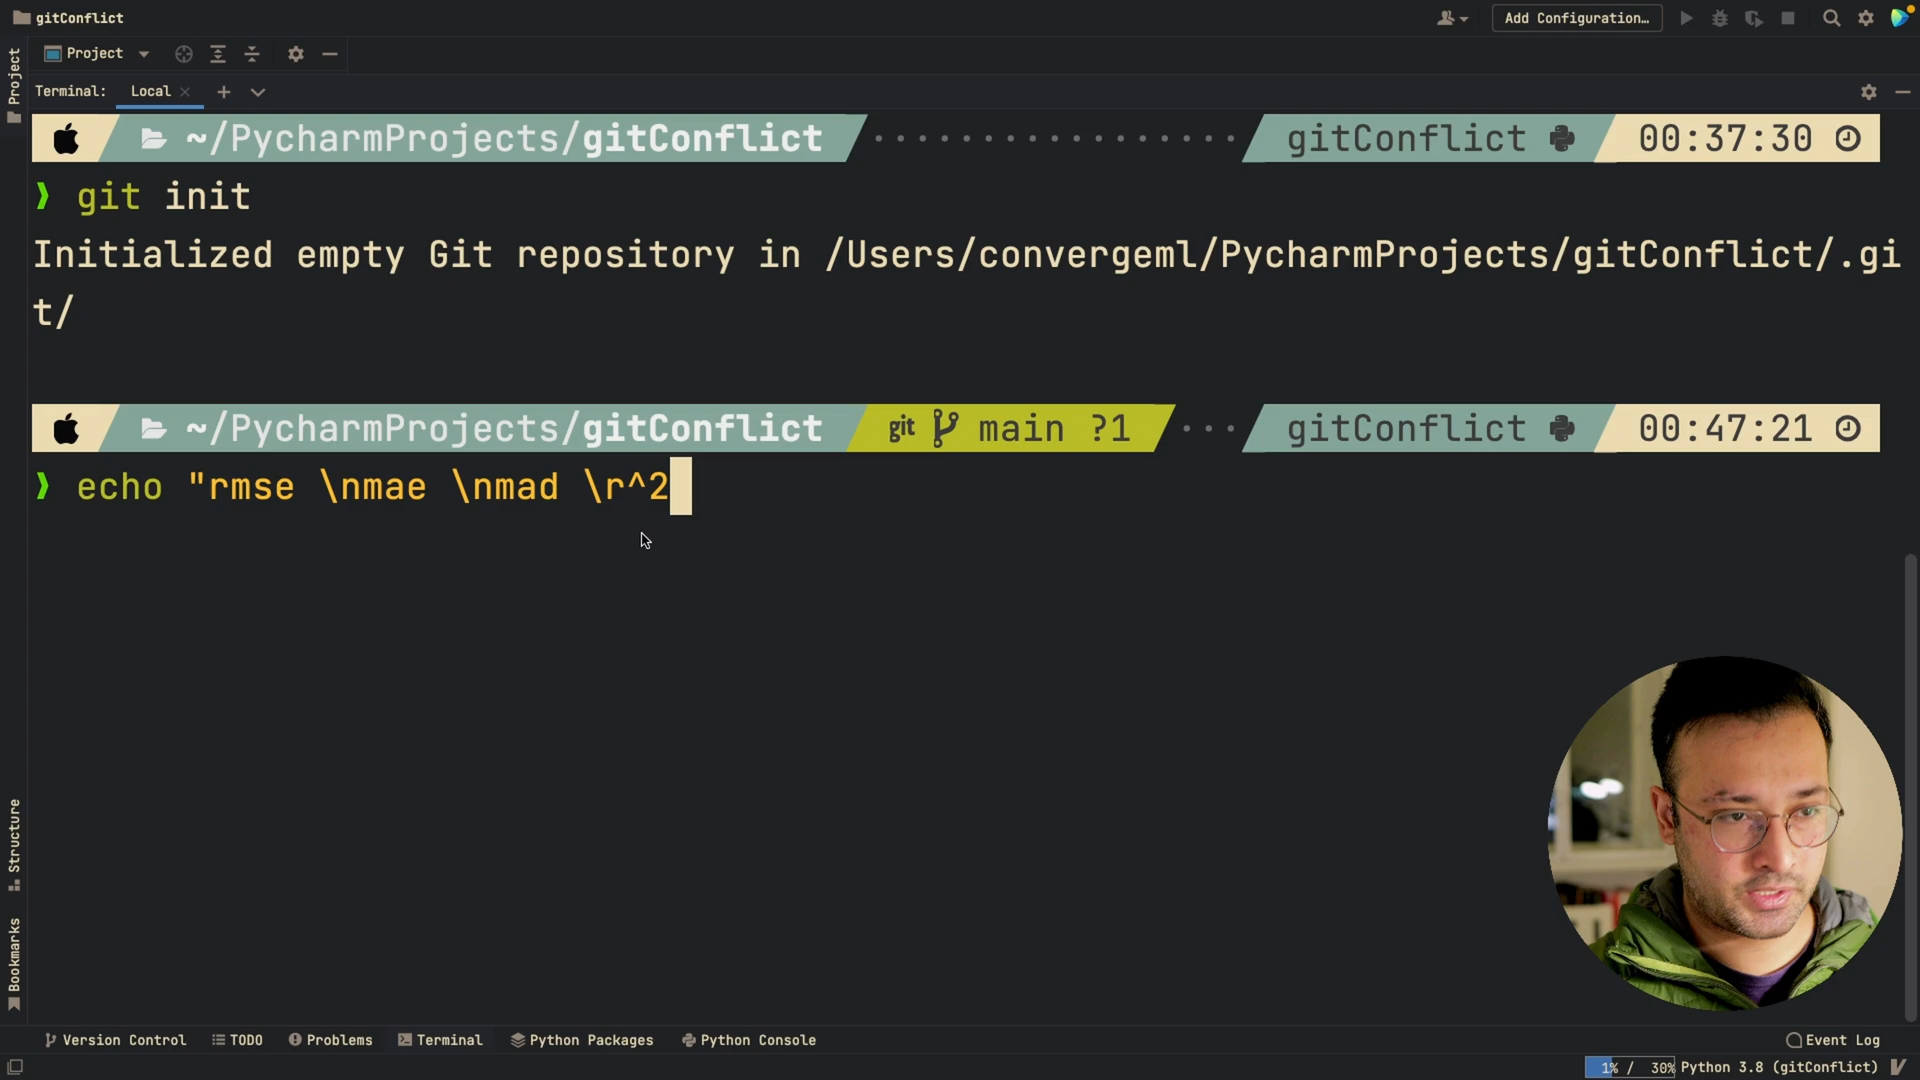 gitConflict
Add Configuration...
Project
Project
Terminal:
Local
~/PycharmProjects/gitConflict
gitConflict
00:37:30
❯ git init
Initialized empty Git repository in /Users/convergeml/PycharmProjects/gitConflict/.gi
t/
~/PycharmProjects/gitConflict
git main ?1
gitConflict
00:47:21
❯ echo "rmse \nmae \nmad \r^2
Structure
Bookmarks
Version Control
TODO
Problems
Terminal
Python Packages
Python Console
Event Log
1% / 30%
Python 3.8 (gitConflict)